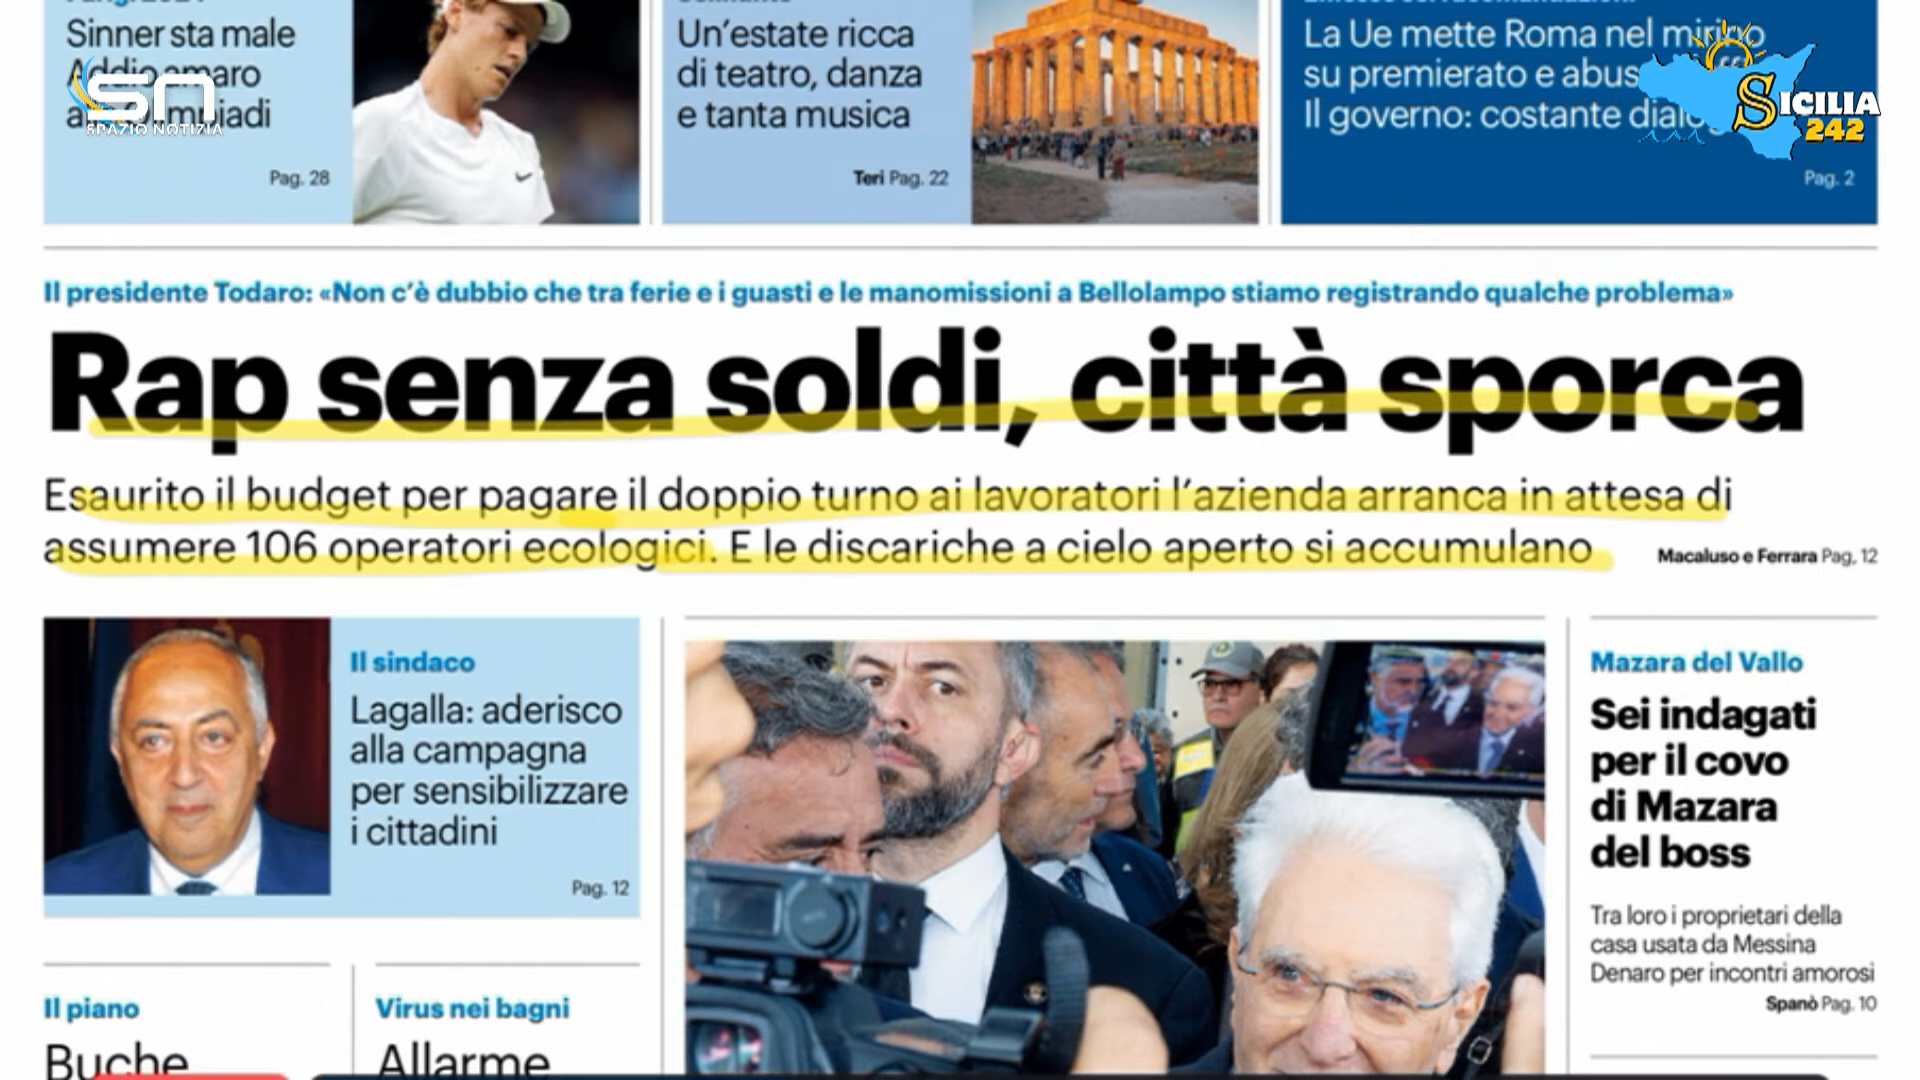 Sinner sta male
Addio amaro
SN
SPAZIO NOTIZIA
Pag. 28
Un'estate ricca
di teatro, danza
e tanta musica
Teri Pag. 22
La Ue mette Roma nel mirino
su premierato e
Il governo: costante
SICILIA
242
Pag. 2
Il presidente Todaro: «Non c'è dubbio che tra ferie e i guasti e le manomissioni a Bellolampo stiamo registrando qualche problema»
Rap senza soldi, città sporca
Esaurito il budget per pagare il doppio turno ai lavoratori l'azienda arranca in attesa di
assumere 106 operatori ecologici. E le discariche a cielo aperto si accumulano
Macaluso e Ferrara Pag. 12
Il sindaco
Lagalla: aderisco
alla campagna
per sensibilizzare
i cittadini
Pag. 12
Mazara del Vallo
Sei indagati
per il covo
di Mazara
del boss
Tra loro i proprietari della
casa usata da Messina
Denaro per incontri amorosi
Spanò Pag. 10
Il piano
Buche
Virus nei bagni
Allarme